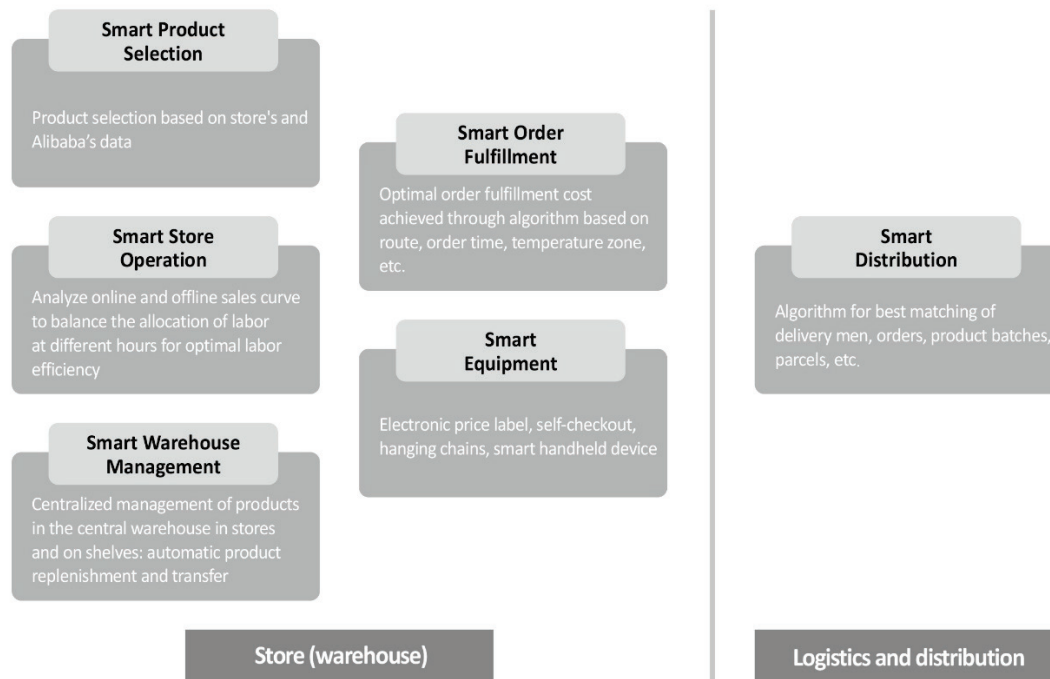 Smart Product
Selection
Product selection based on store's and
Alibaba’s data
Smart Store
Operation
Analyze online and offline sales curve
to balance the allocation of labor
at different hours for optimal labor
efficiency
Smart Warehouse
Management
Centralized management of products
in the central warehouse in stores
and on shelves: automatic product
replenishment and transfer
Smart Order
Fulfillment
Optimal order fulfillment cost
achieved through algorithm based on
route, order time, temperature zone,
etc.
Smart
Equipment
Electronic price label, self-checkout,
hanging chains, smart handheld device
Store (warehouse)
Smart
Distribution
Algorithm for best matching of
delivery men, orders, product batches,
parcels, etc.
Logistics and distribution